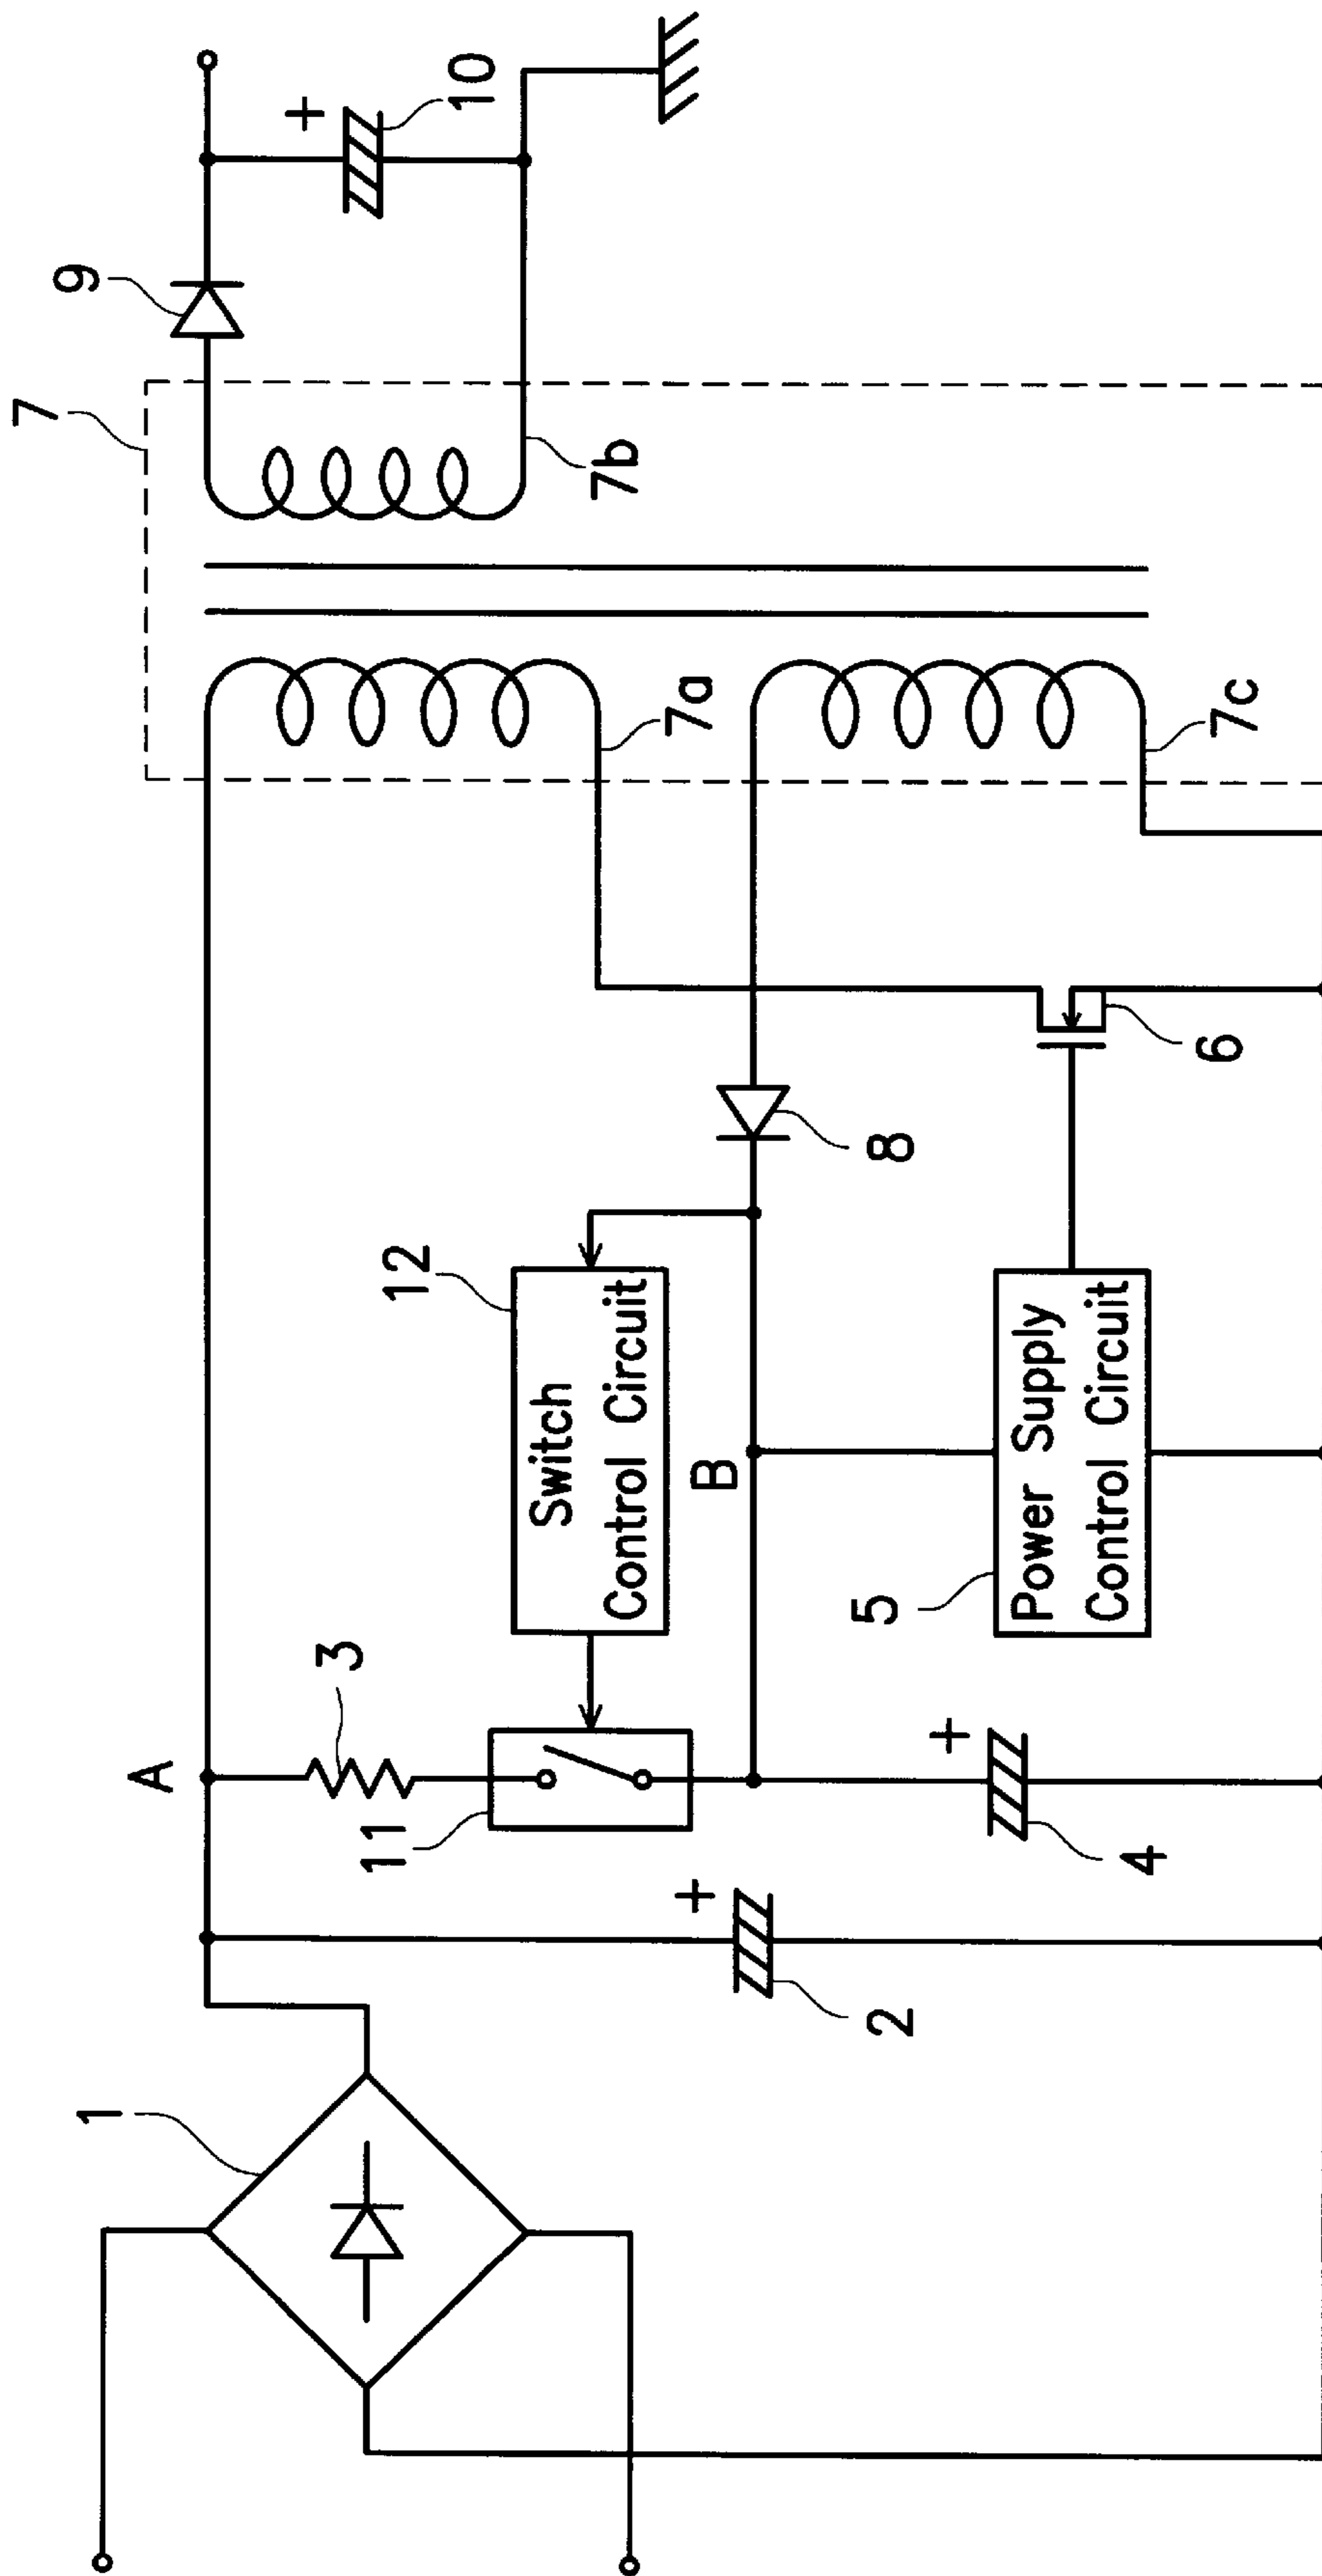 7
9
+
10
7b
7a
7c
A
3
11
12
Switch
Control Circuit
B
8
6
1
+
2
+
4
5
Power Supply
Control Circuit